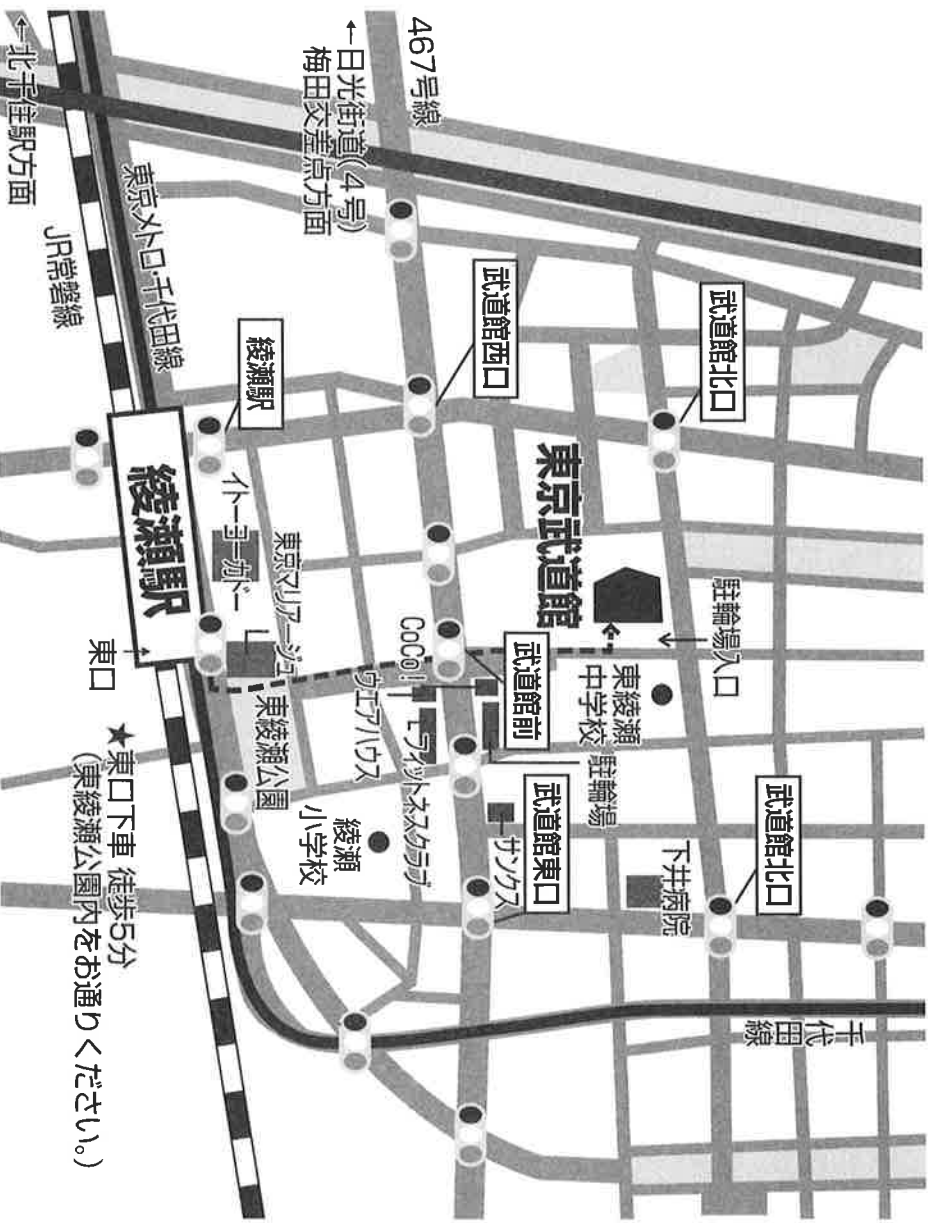 467号線
←日光街道(4号)
梅田交差点方面
←北千住駅方面
東京メトロ・千代田線
JR常磐線
綾瀬駅
武道館西口
武道館北口
東京武道館
駐輪場入口
東綾瀬
中学校
武道館前
CoCo!
ウエアハウス
フィットネスクラブ
駐輪場
サンクス
武道館東口
武道館北口
下井病院
千代田線
イトーヨーカドー
東京マリアージュ
東綾瀬公園
綾瀬
小学校
綾瀬駅
東口
★東口下車 徒歩5分
(東綾瀬公園内をお通りください。)